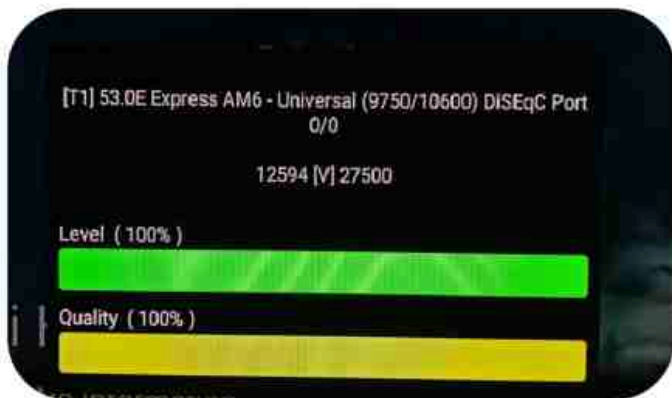 [T1] 53.0E Express AM6 - Universal (9750/10600) DiSEqC Port
0/0
12594 [V] 27500
Level ( 100% )
Quality ( 100% )